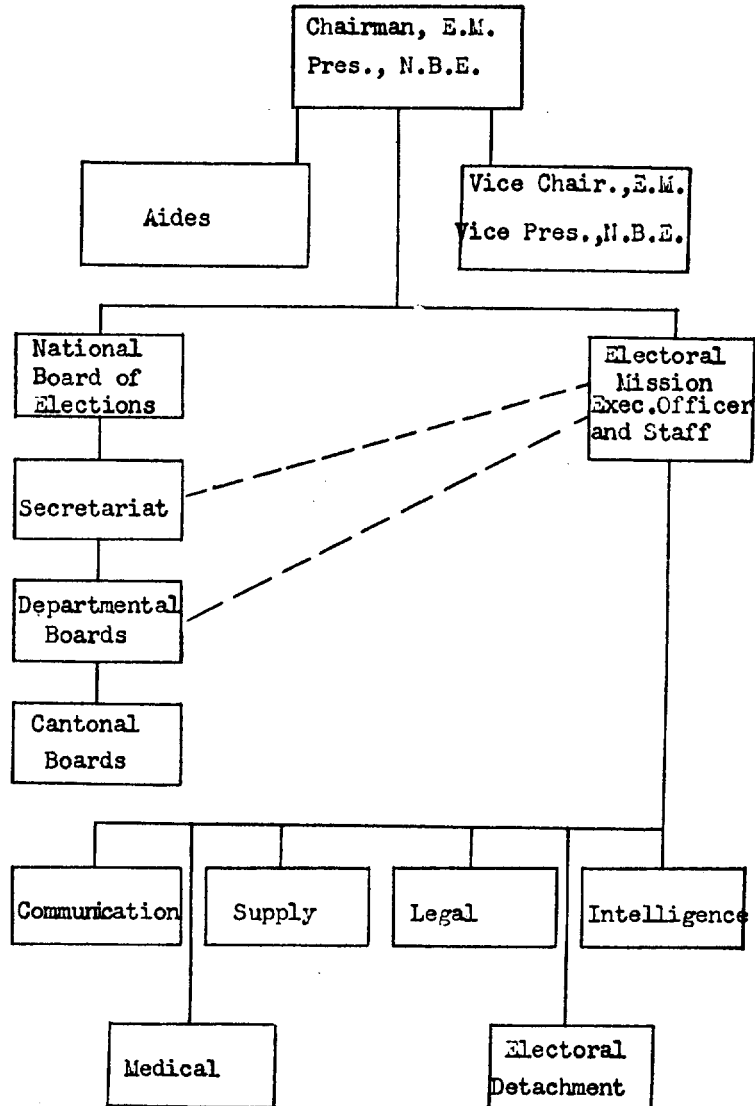 Chairman, E.M.
Pres., N.B.E.
Aides
Vice Chair.,E.M.
Vice Pres.,N.B.E.
National
Board of
Elections
Electoral
Mission
Exec.Officer
and Staff
Secretariat
Departmental
Boards
Cantonal
Boards
Communication
Supply
Legal
Intelligence
Medical
Electoral
Detachment